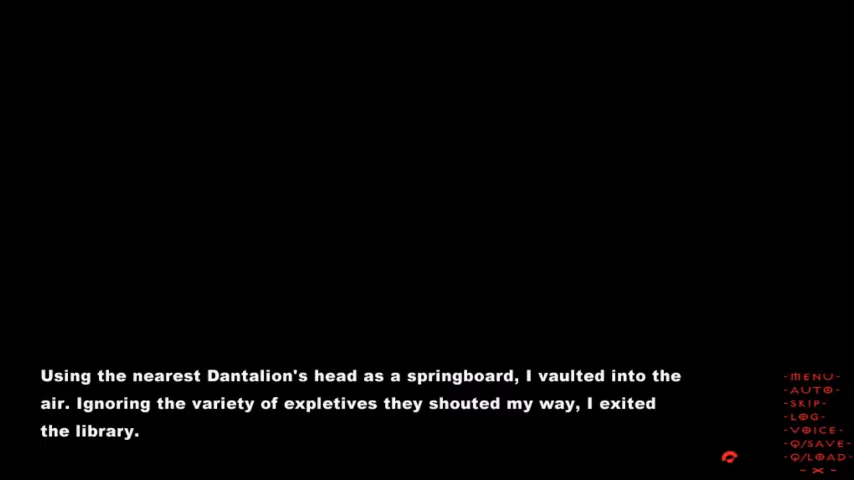 Using the nearest Dantalion's head as a springboard, I vaulted into the
air. Ignoring the variety of expletives they shouted my way, I exited
the library.
-MENU-
-AUTO-
-SKIP-
-LOG-
-VOICE-
-Q/SAVE-
-Q/LOAD-